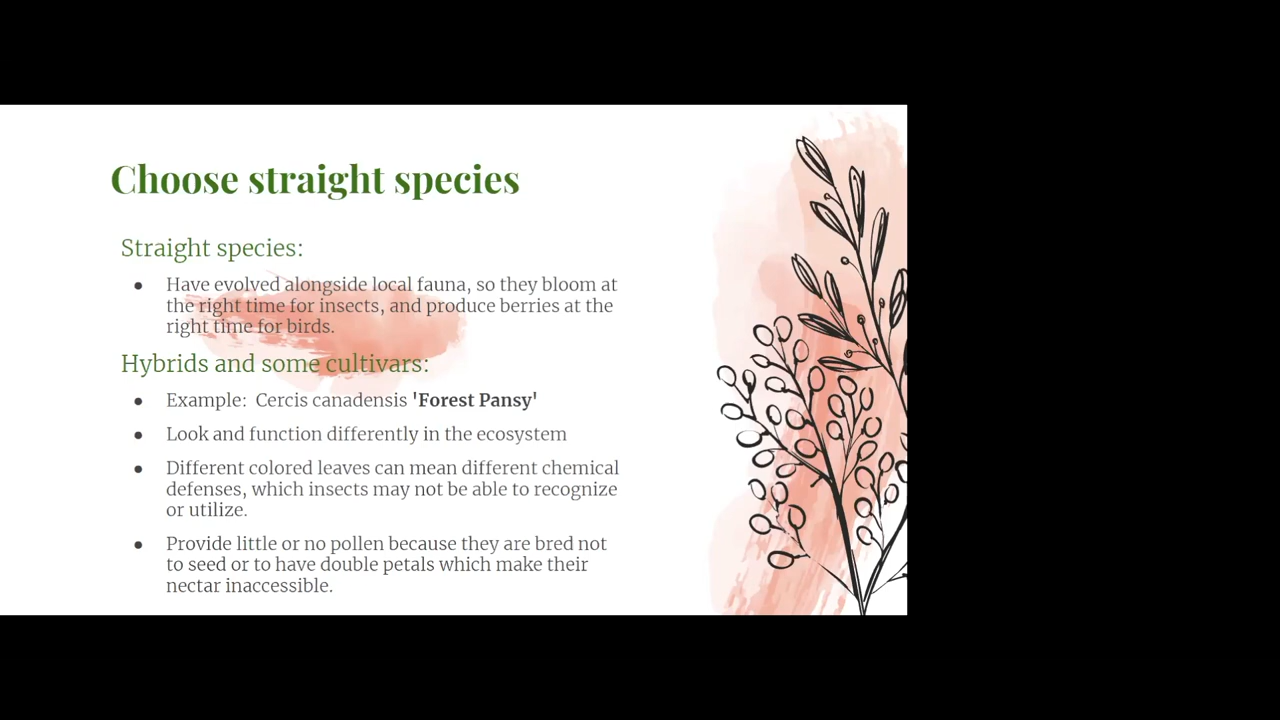 Choose straight species
Straight species:
● Have evolved alongside local fauna, so they bloom at
the right time for insects, and produce berries at the
right time for birds.
Hybrids and some cultivars:
● Example:  Cercis canadensis 'Forest Pansy'
● Look and function differently in the ecosystem
● Different colored leaves can mean different chemical
defenses, which insects may not be able to recognize
or utilize.
● Provide little or no pollen because they are bred not
to seed or to have double petals which make their
nectar inaccessible.